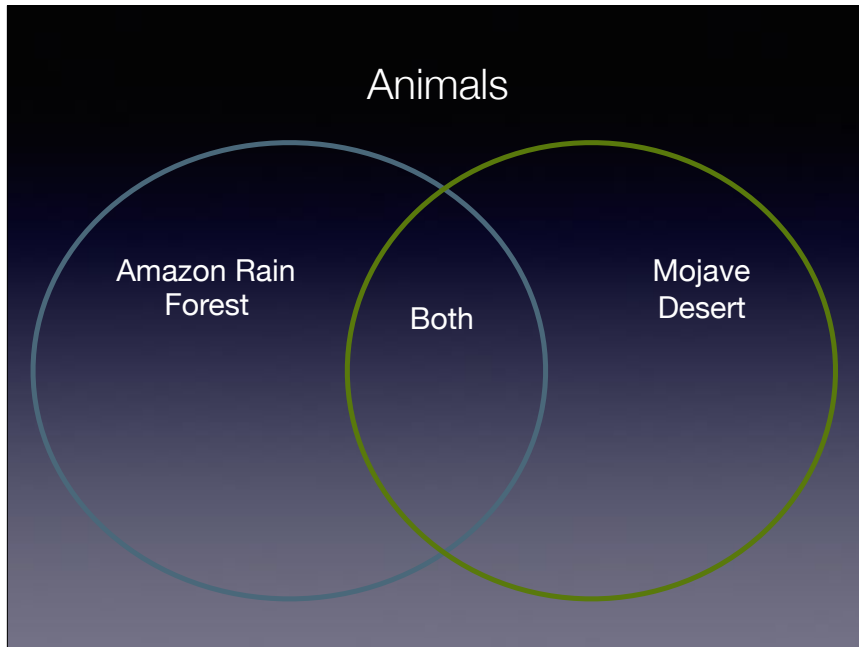 Animals
Amazon Rain
Forest
Both
Mojave
Desert